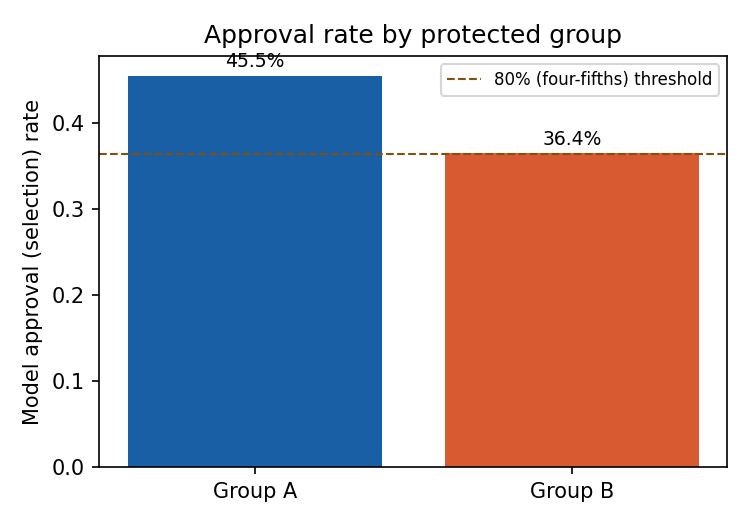 Approval rate by protected group
45.5%
80% (four-fifths) threshold
36.4%
Model approval (selection) rate
0.4
0.3
0.2
0.1
0.0
Group A
Group B